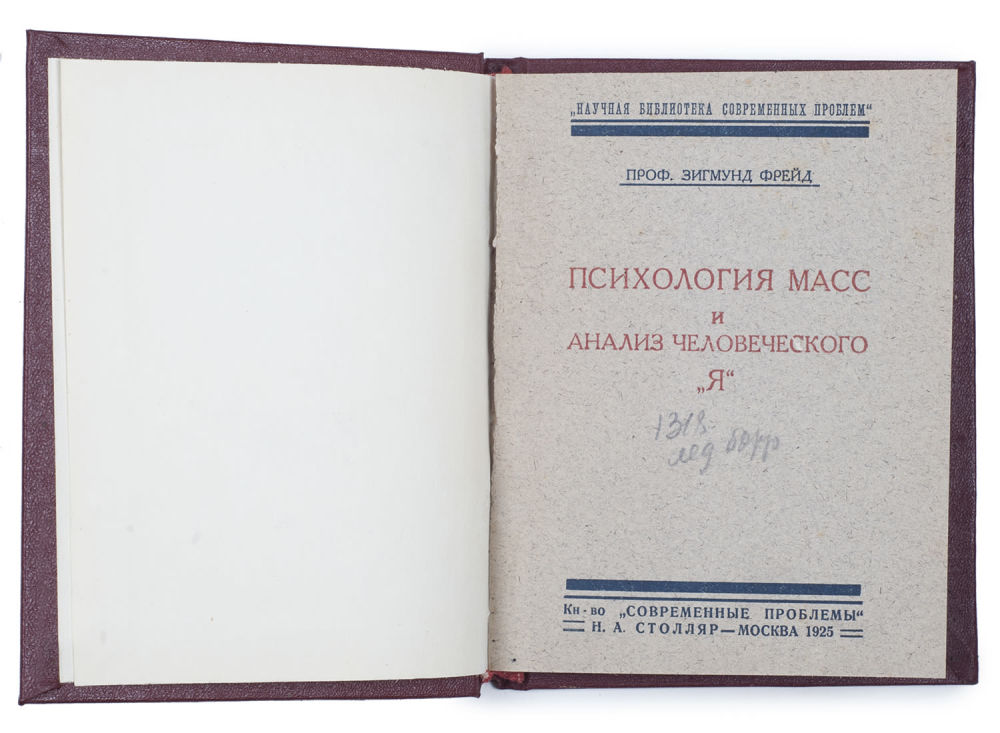 „НАУЧНАЯ БИБЛИОТЕКА СОВРЕМЕННЫХ ПРОБЛЕМ“
ПРОФ. ЗИГМУНД ФРЕЙД
ПСИХОЛОГИЯ МАСС
И
АНАЛИЗ ЧЕЛОВЕЧЕСКОГО
„Я“
Кн-во „СОВРЕМЕННЫЕ ПРОБЛЕМЫ“
Н. А. СТОЛЛЯР—МОСКВА 1925